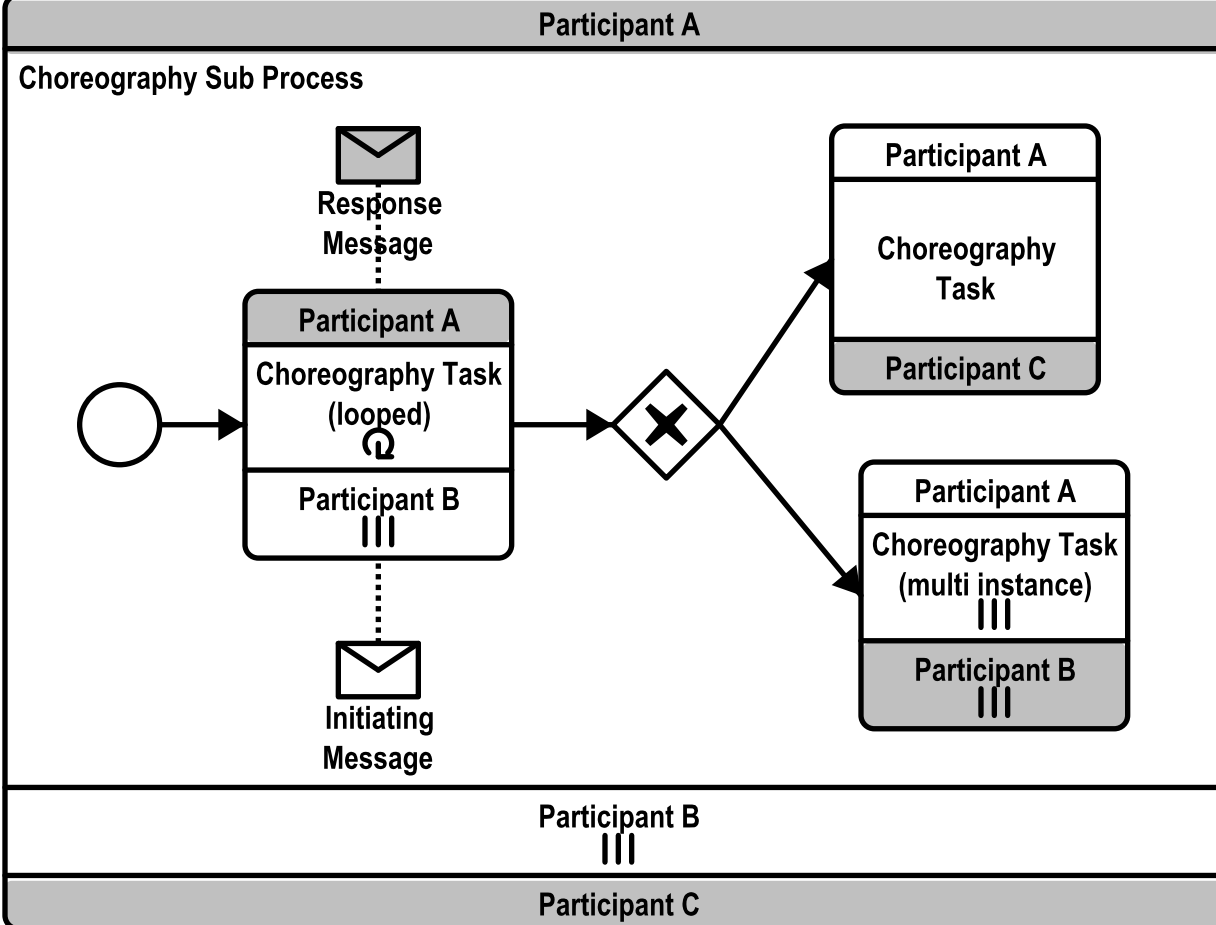 Participant A
Choreography Sub Process
Response
Message
Participant A
Choreography Task
(looped)
Participant B
Initiating
Message
Participant A
Choreography
Task
Participant C
Participant A
Choreography Task
(multi instance)
Participant B
Participant B
Participant C